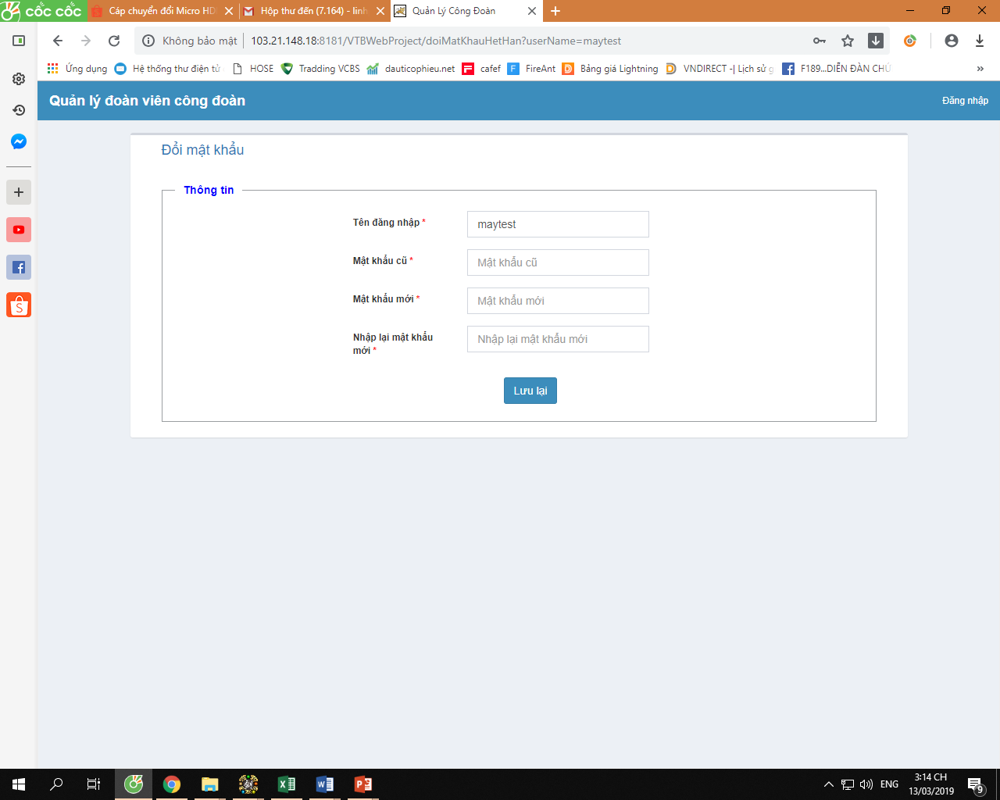 cốc cốc
Cáp chuyển đổi Micro HD
Hộp thư đến (7.164) - linh
Quản Lý Công Đoàn
Không bảo mật
103.21.148.18:8181/VTBWebProject/doiMatKhauHetHan?userName=maytest
Ứng dụng
Hệ thống thư điện tử
HOSE
Tradding VCBS
dauticophieu.net
cafef
FireAnt
Bảng giá Lightning
VNDIRECT -| Lịch sử g
F189...DIỄN ĐÀN CHỨ
»
Quản lý đoàn viên công đoàn
Đăng nhập
Đổi mật khẩu
Thông tin
Tên đăng nhập *
maytest
Mật khẩu cũ *
Mật khẩu cũ
Mật khẩu mới *
Mật khẩu mới
Nhập lại mật khẩu
mới *
Nhập lại mật khẩu mới
Lưu lại
ENG
3:14 CH
13/03/2019
9